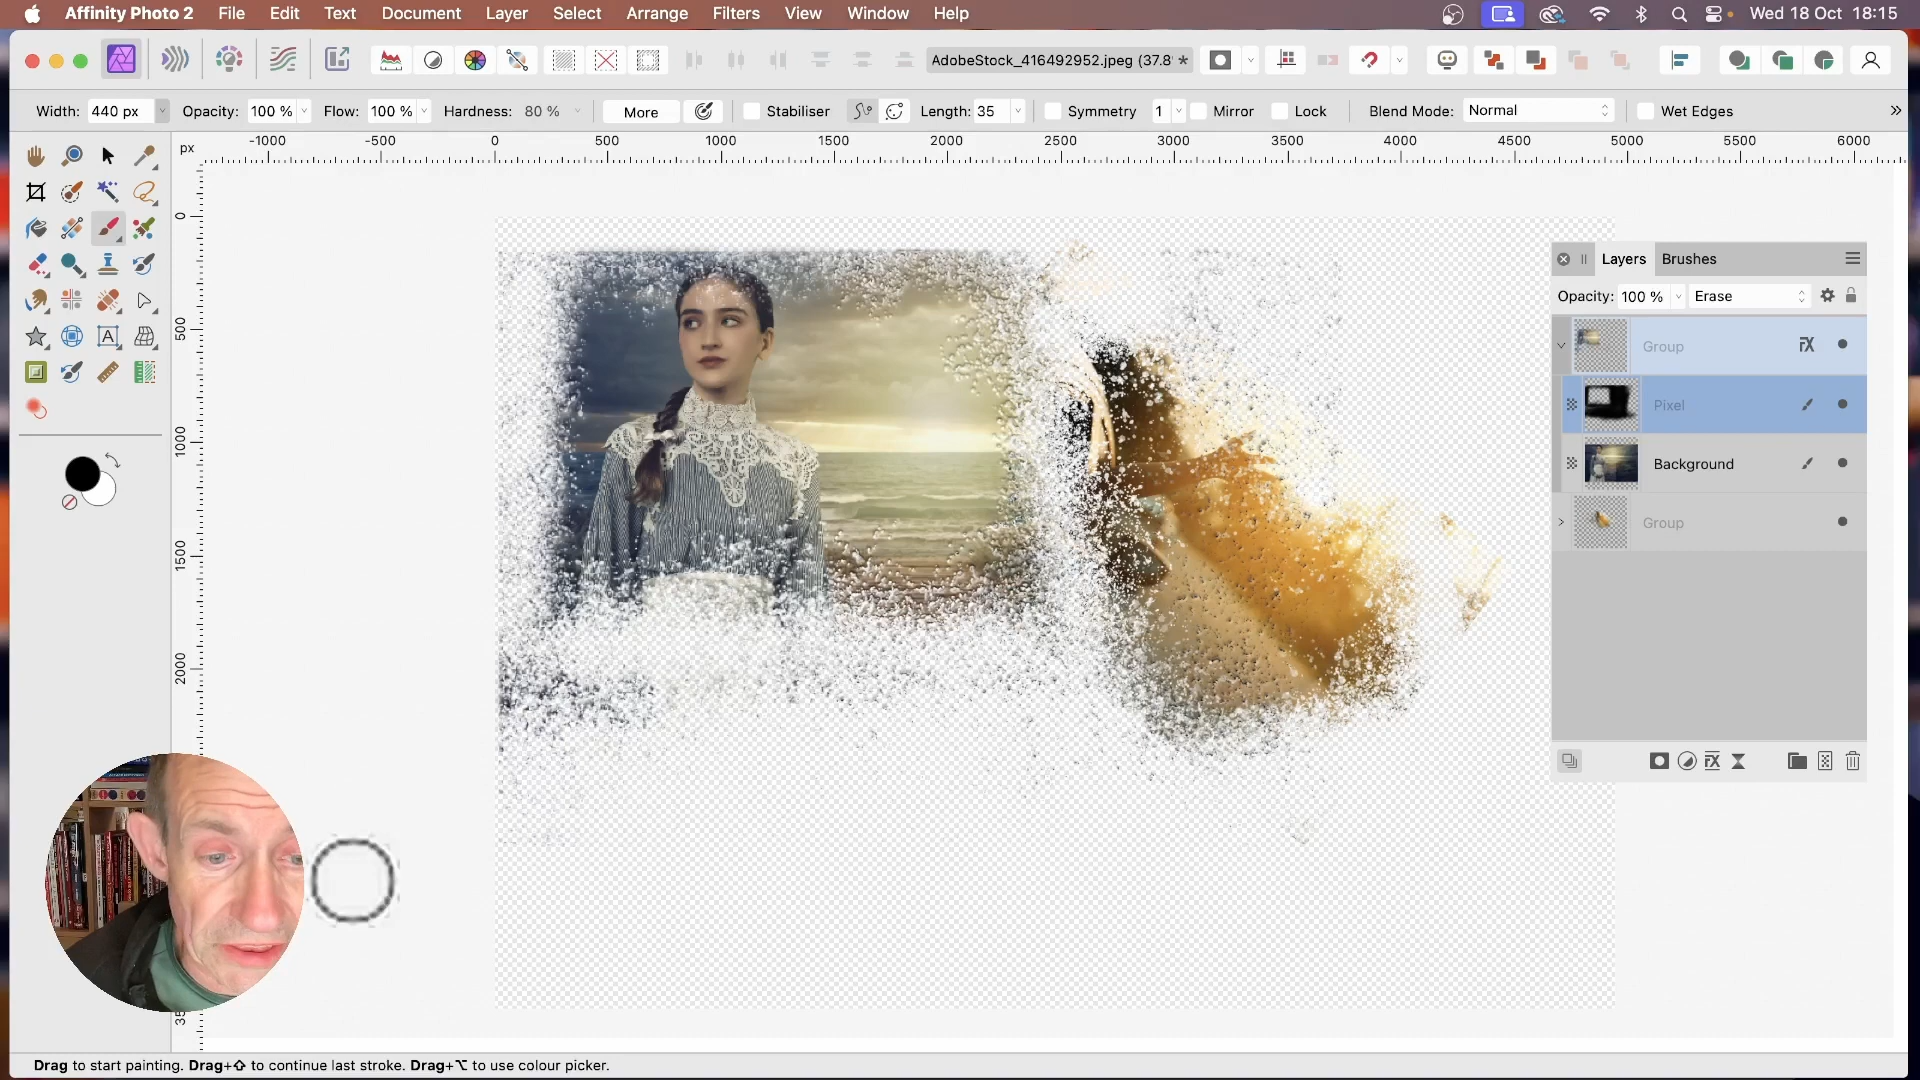 Affinity Photo 2 File Edit Text Document Layer Select Arrange Filters View Window Help Wed 18 Oct 18:15
AdobeStock_416492952.jpeg (37.8' *
Width: 440 px Opacity: 100 % Flow: 100 % Hardness: 80 % More Stabiliser Length: 35 Symmetry 1 Mirror Lock Blend Mode: Normal Wet Edges »
px -1000 -500 0 500 1000 1500 2000 2500 3000 3500 4000 4500 5000 5500 6000
0
500
1000
1500
2000
35
Layers Brushes
Opacity: 100 % Erase
Group FX
Pixel
Background
Group
FX
A
Drag to start painting. Drag+⇧ to continue last stroke. Drag+⌥ to use colour picker.